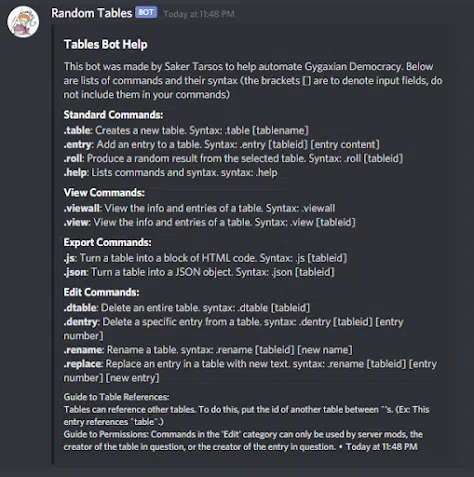 Random Tables BOT Today at 11:48 PM
Tables Bot Help
This bot was made by Saker Tarsos to help automate Gygaxian Democracy. Below
are lists of commands and their syntax (the brackets [] are to denote input fields, do
not include them in your commands)
Standard Commands:
.table: Creates a new table. Syntax: .table [tablename]
.entry: Add an entry to a table. Syntax: .entry [tableid] [entry content]
.roll: Produce a random result from the selected table. Syntax: .roll [tableid]
.help: Lists commands and syntax. syntax: .help
View Commands:
.viewall: View the info and entries of a table. Syntax: .viewall
.view: View the info and entries of a table. Syntax: .view [tableid]
Export Commands:
.js: Turn a table into a block of HTML code. Syntax: .js [tableid]
.json: Turn a table into a JSON object. Syntax: .json [tableid]
Edit Commands:
.dtable: Delete an entire table. syntax: .dtable [tableid]
.dentry: Delete a specific entry from a table. syntax: .dentry [tableid] [entry
number]
.rename: Rename a table. syntax: .rename [tableid] [new name]
.replace: Replace an entry in a table with new text. syntax: .rename [tableid] [entry
number] [new entry]
Guide to Table References:
Tables can reference other tables. To do this, put the id of another table between ^'s. (Ex: This
entry references ^table^.)
Guide to Permissions: Commands in the 'Edit' category can only be used by server mods, the
creator of the table in question, or the creator of the entry in question. • Today at 11:48 PM